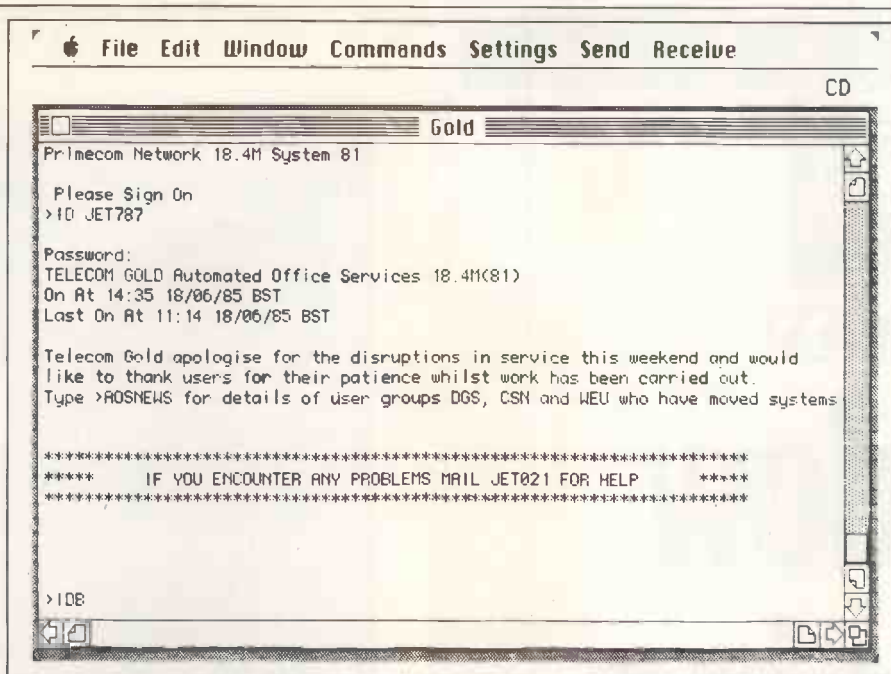 File Edit Window Commands Settings Send Receive
CD
Gold
Primecom Network 18.4M System 81
Please Sign On
>ID JET787
Password:
TELECOM GOLD Automated Office Services 18.4M(81)
On At 14:35 18/06/85 BST
Last On At 11:14 18/06/85 BST
Telecom Gold apologise for the disruptions in service this weekend and would
like to thank users for their patience whilst work has been carried out.
Type >AOSNEWS for details of user groups DGS, CSN and WEU who have moved systems
*************************************************************************
***** IF YOU ENCOUNTER ANY PROBLEMS MAIL JET021 FOR HELP *****
*************************************************************************
>IDB